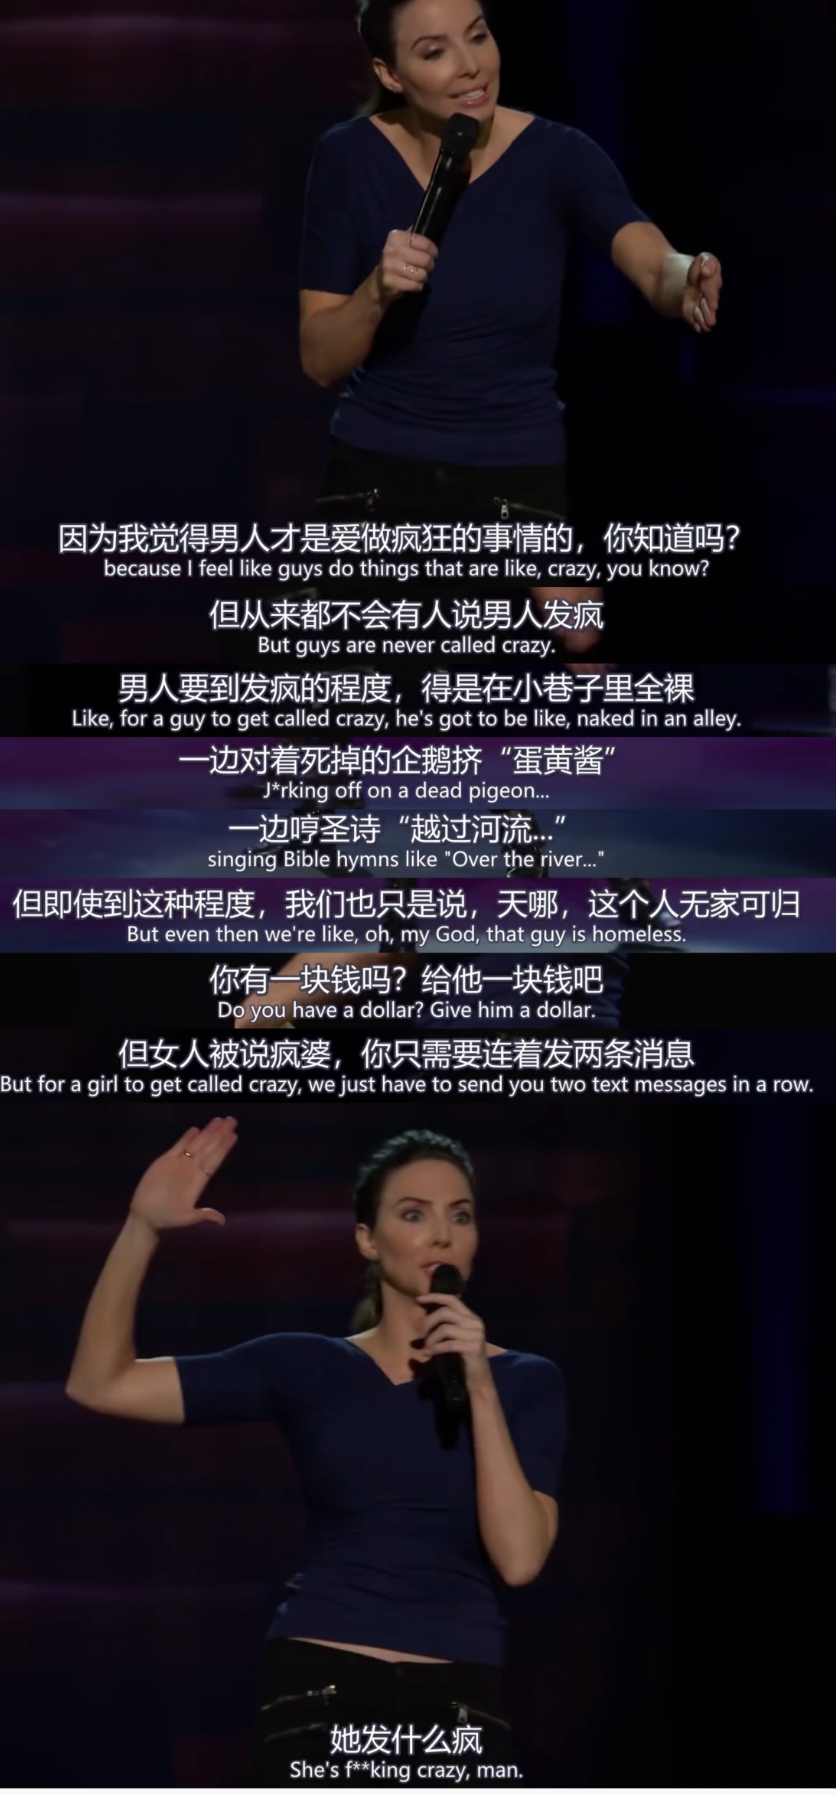 因为我觉得男人才是爱做疯狂的事情的，你知道吗？
because I feel like guys do things that are like, crazy, you know?
但从来都不会有人说男人发疯
But guys are never called crazy.
男人要到发疯的程度，得是在小巷子里全裸
Like, for a guy to get called crazy, he's got to be like, naked in an alley.
一边对着死掉的企鹅挤“蛋黄酱”
J*rking off on a dead pigeon...
一边哼圣诗“越过河流...”
singing Bible hymns like "Over the river..."
但即使到这种程度，我们也只是说，天哪，这个人无家可归
But even then we're like, oh, my God, that guy is homeless.
你有一块钱吗？给他一块钱吧
Do you have a dollar? Give him a dollar.
但女人被说疯婆，你只需要连着发两条消息
But for a girl to get called crazy, we just have to send you two text messages in a row.
她发什么疯
She's f**king crazy, man.